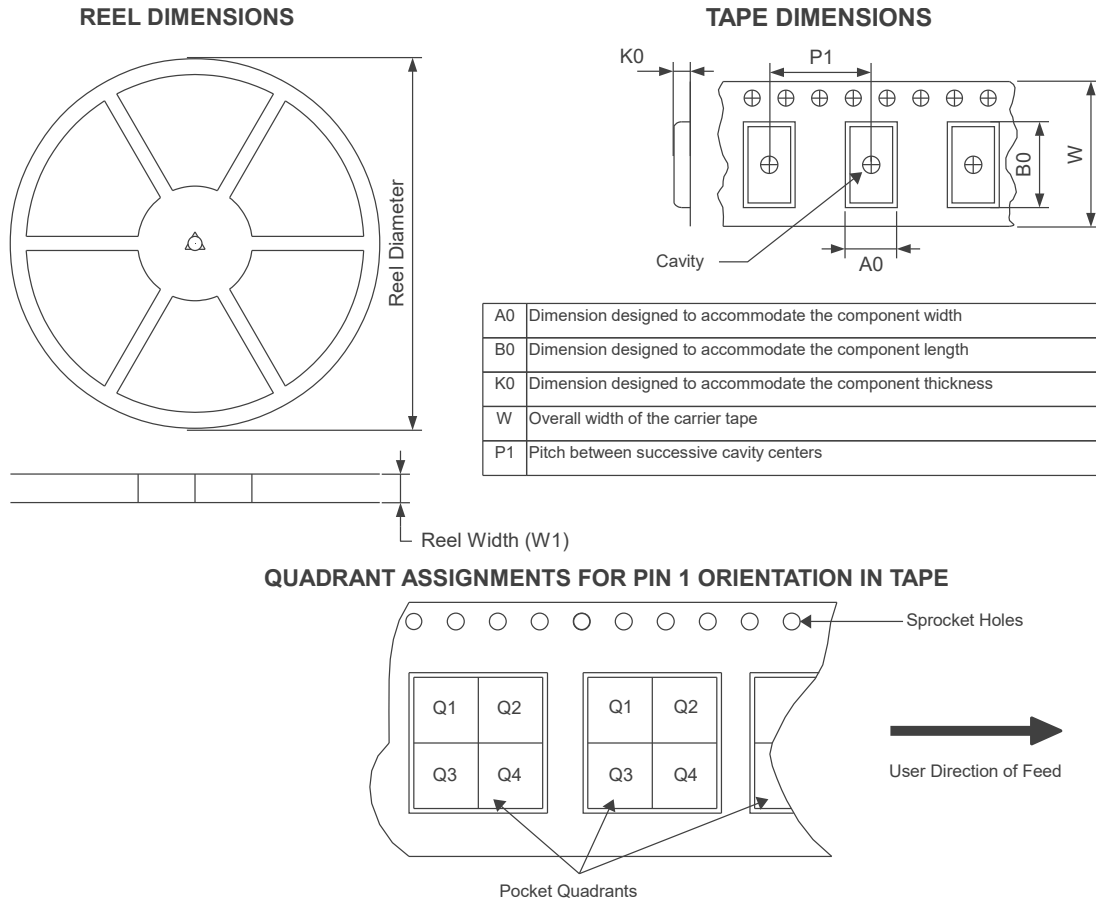 REEL DIMENSIONS
Reel Diameter
Reel Width (W1)
TAPE DIMENSIONS
K0
P1
B0
W
A0
Cavity
A0 Dimension designed to accommodate the component width
B0 Dimension designed to accommodate the component length
K0 Dimension designed to accommodate the component thickness
W Overall width of the carrier tape
P1 Pitch between successive cavity centers
QUADRANT ASSIGNMENTS FOR PIN 1 ORIENTATION IN TAPE
Sprocket Holes
Q1 Q2 Q1 Q2
Q3 Q4 Q3 Q4
User Direction of Feed
Pocket Quadrants